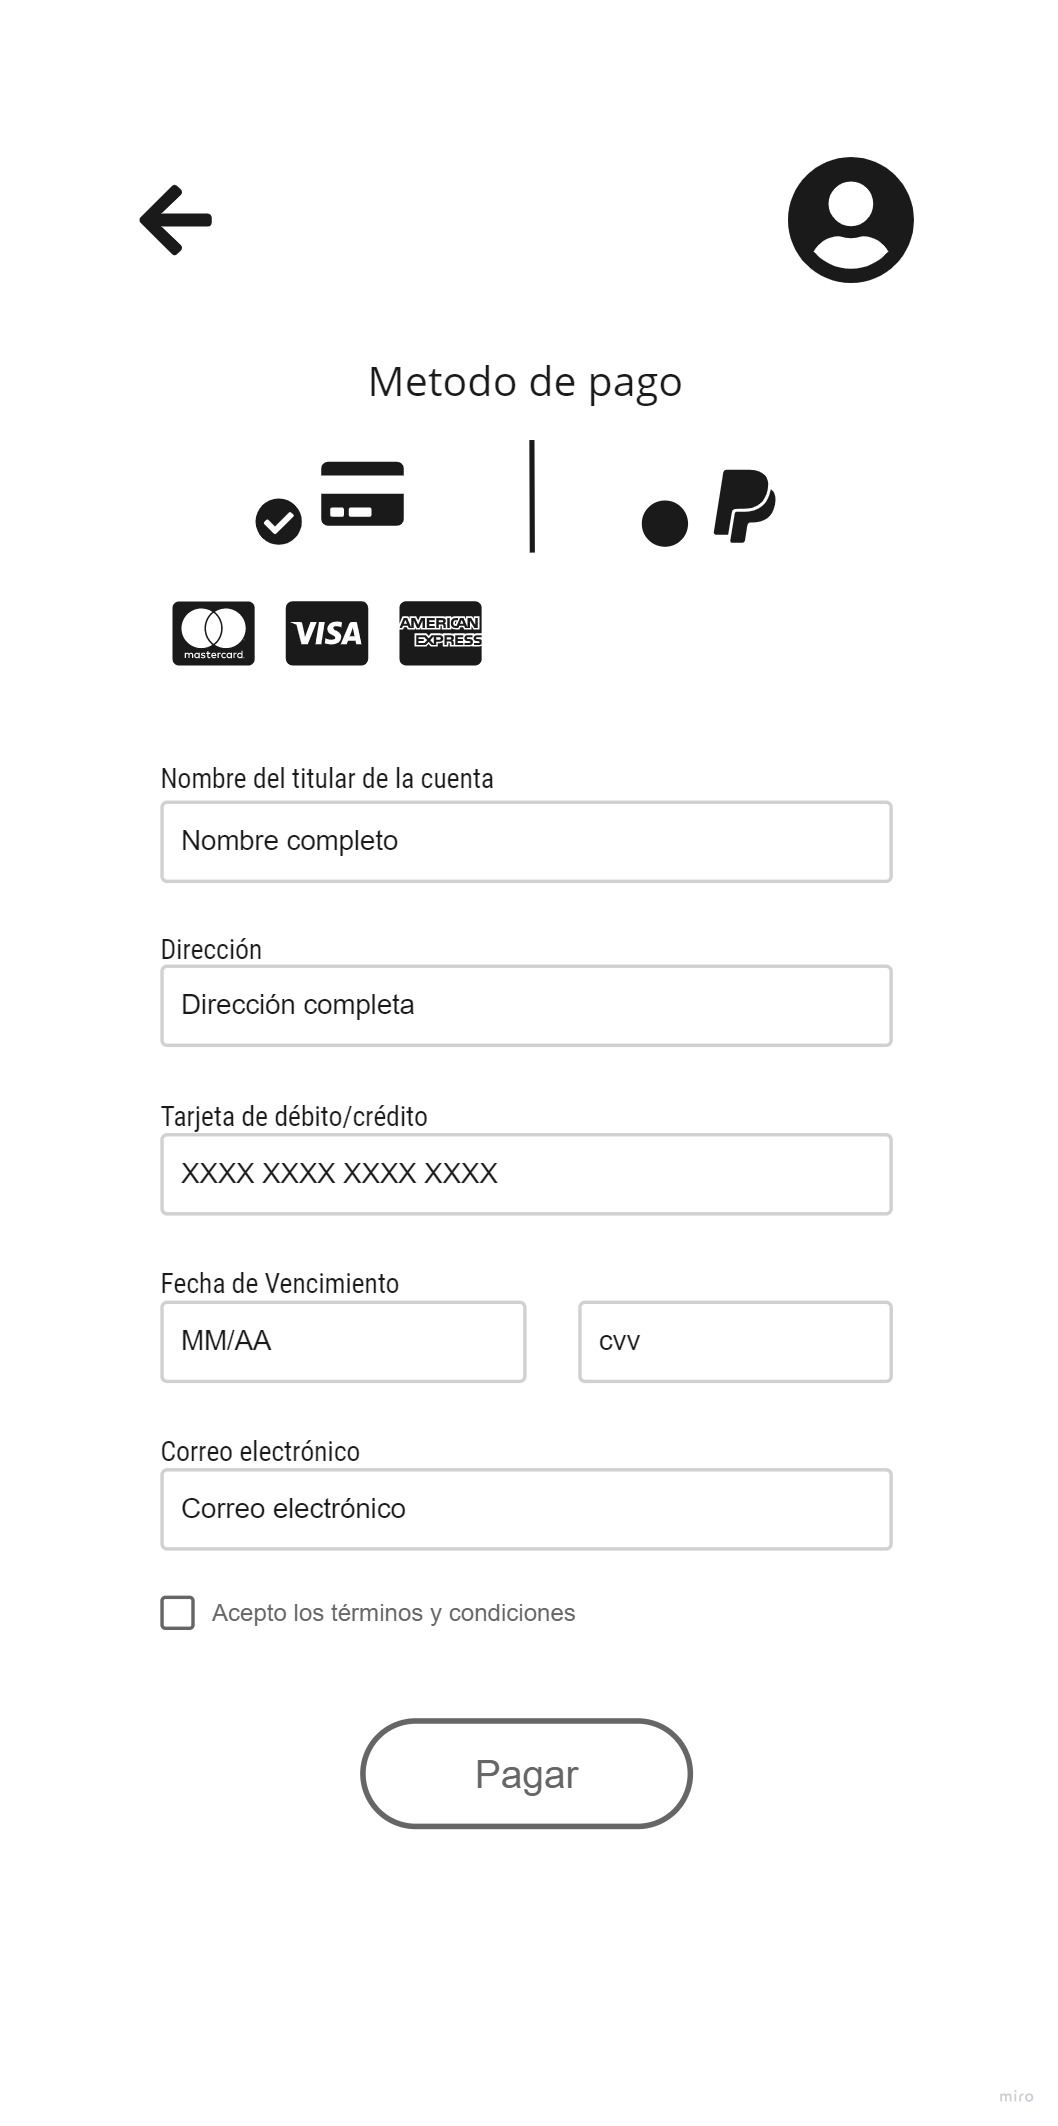 Metodo de pago
mastercard.
VISA
AMERICAN
EXPRESS
Nombre del titular de la cuenta
Nombre completo
Dirección
Dirección completa
Tarjeta de débito/crédito
XXXX XXXX XXXX XXXX
Fecha de Vencimiento
MM/AA
cvv
Correo electrónico
Correo electrónico
Acepto los términos y condiciones
Pagar
miro